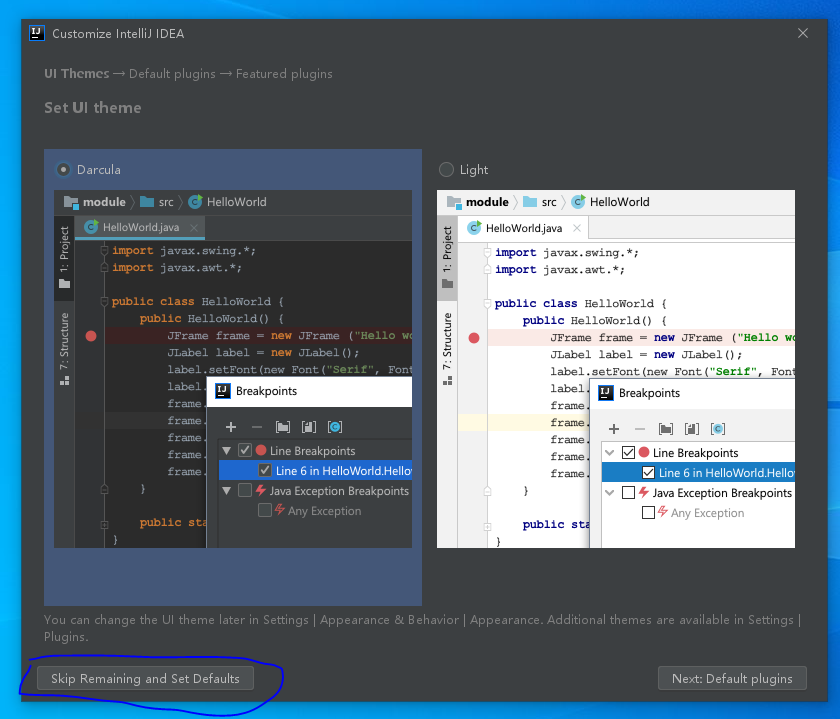 Customize IntelliJ IDEA
UI Themes → Default plugins → Featured plugins
Set UI theme
Darcula
module src HelloWorld
HelloWorld.java
1: Project
7: Structure
import javax.swing.*;
import javax.awt.*;
public class HelloWorld {
public HelloWorld() {
JFrame frame = new JFrame ("Hello wo
JLabel label = new JLabel();
label.setFont(new Font("Serif", Font
label.
frame.
frame.
frame.
frame.
frame.
}
public sta
}
Breakpoints
Line Breakpoints
Line 6 in HelloWorld.Hello
Java Exception Breakpoints
Any Exception
Light
module src HelloWorld
HelloWorld.java
1: Project
7: Structure
import javax.swing.*;
import javax.awt.*;
public class HelloWorld {
public HelloWorld() {
JFrame frame = new JFrame ("Hello wo
JLabel label = new JLabel();
label.setFont(new Font("Serif", Font
label.
frame.
frame.
frame.
frame.
frame.
}
public sta
}
Breakpoints
Line Breakpoints
Line 6 in HelloWorld.Hello
Java Exception Breakpoints
Any Exception
You can change the UI theme later in Settings | Appearance & Behavior | Appearance. Additional themes are available in Settings |
Plugins.
Skip Remaining and Set Defaults
Next: Default plugins